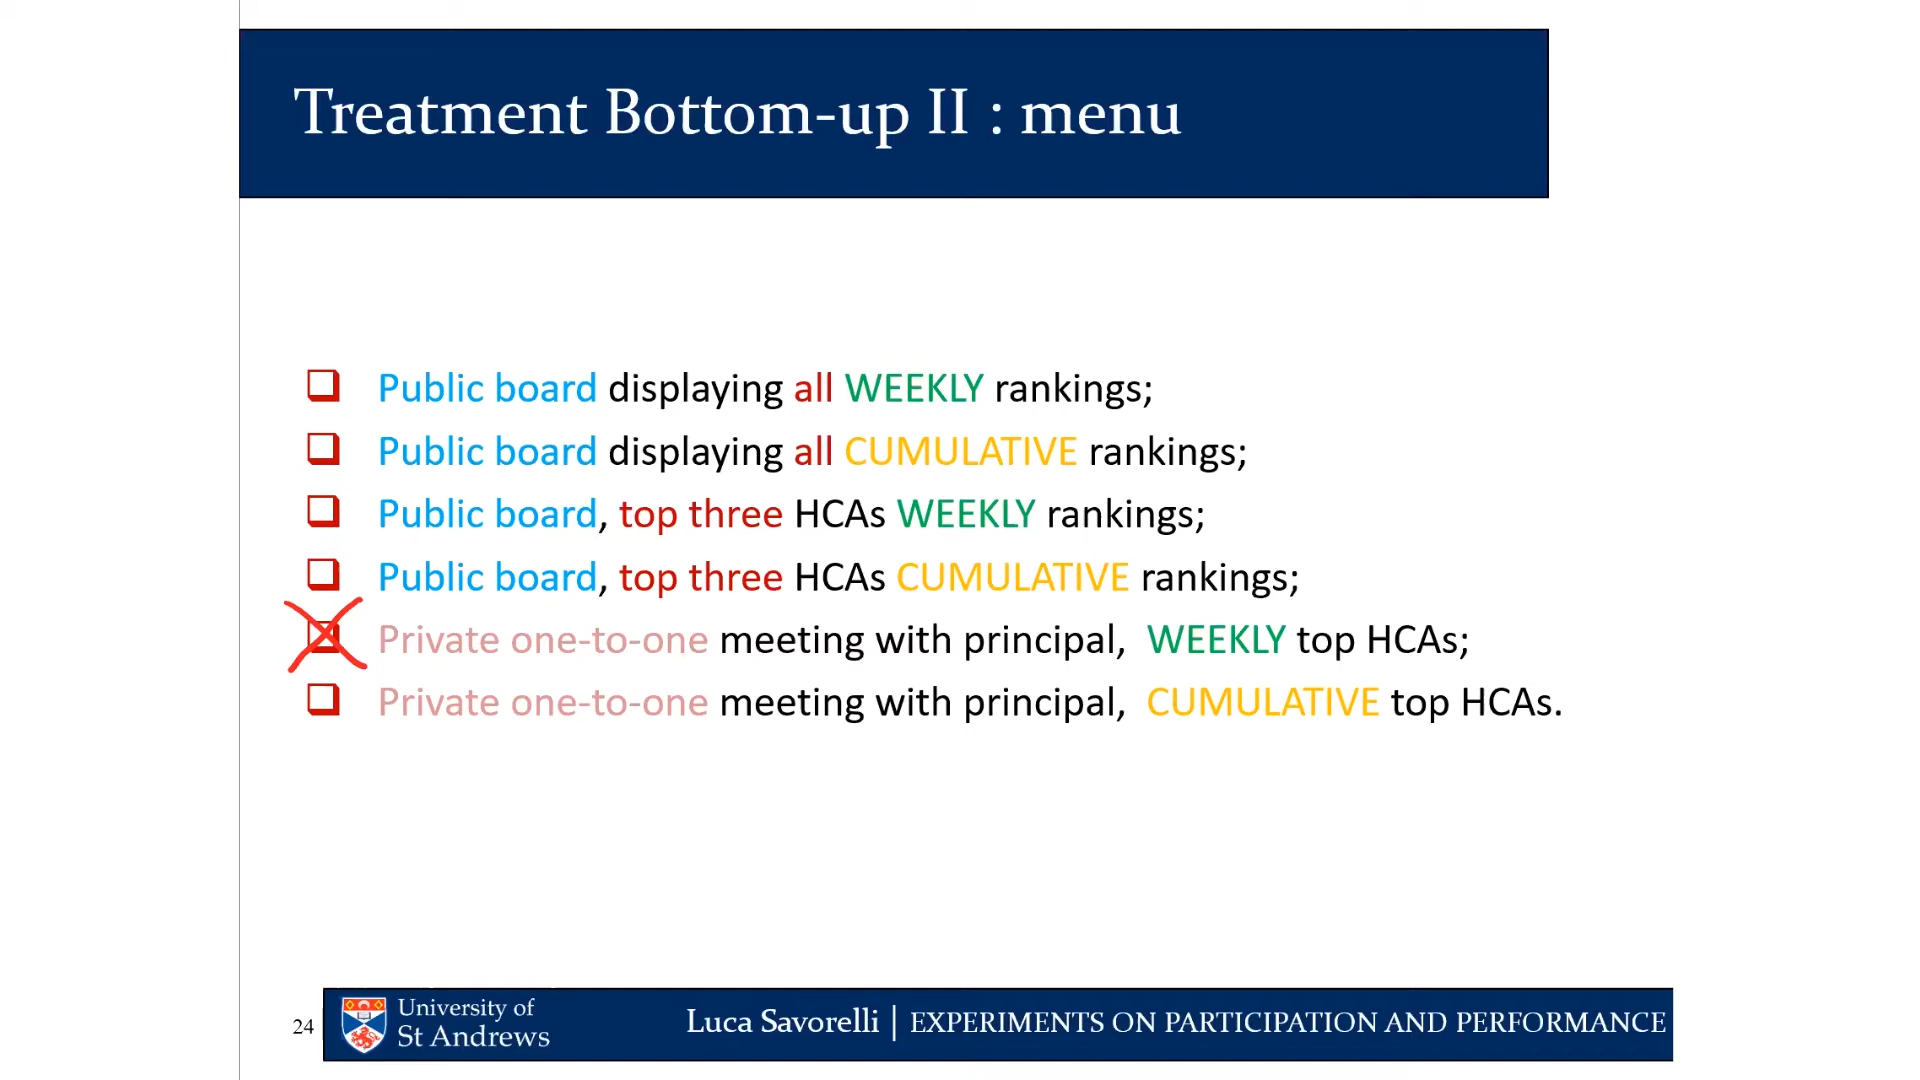 Treatment Bottom-up II : menu
Public board displaying all WEEKLY rankings;
Public board displaying all CUMULATIVE rankings;
Public board, top three HCAs WEEKLY rankings;
Public board, top three HCAs CUMULATIVE rankings;
Private one-to-one meeting with principal, WEEKLY top HCAs;
Private one-to-one meeting with principal, CUMULATIVE top HCAs.
24
University of
St Andrews
Luca Savorelli | EXPERIMENTS ON PARTICIPATION AND PERFORMANCE